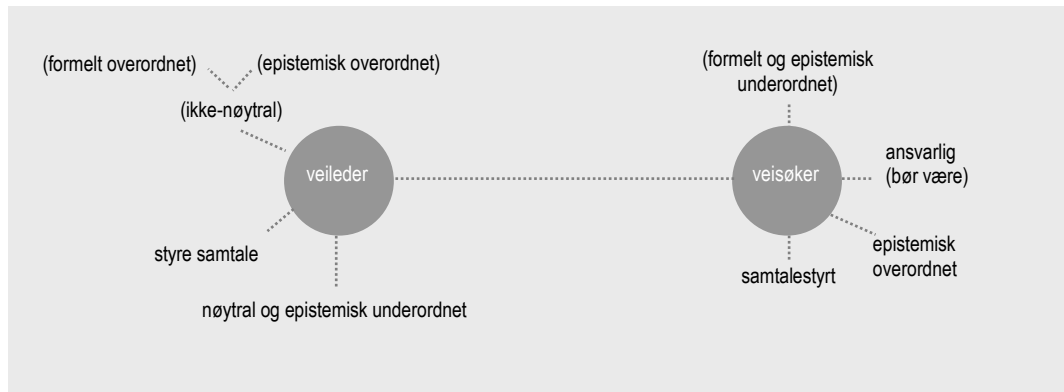 (formelt overordnet)
(epistemisk overordnet)
(ikke-nøytral)
veileder
styre samtale
nøytral og epistemisk underordnet
(formelt og epistemisk
underordnet)
veisøker
ansvarlig
(bør være)
epistemisk
overordnet
samtalestyrt